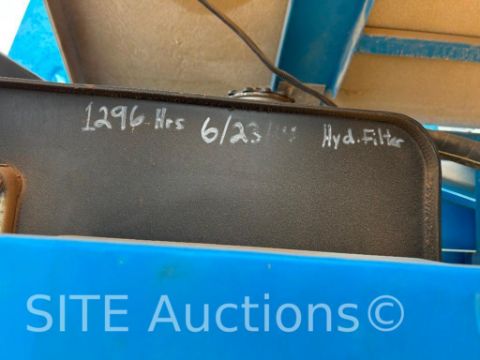 1296 Hrs 6/23/ Hyd. Filter
SITE Auctions©